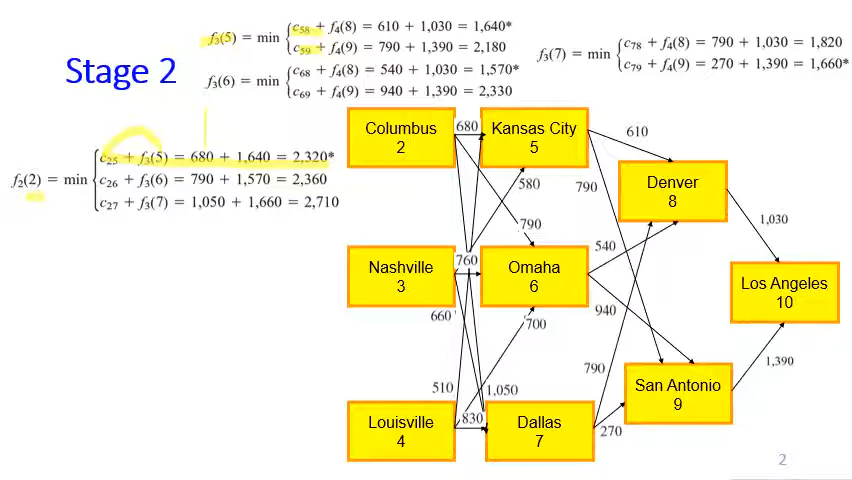 f₃(5) = min { c₅₈ + f₄(8) = 610 + 1,030 = 1,640*
c₅₉ + f₄(9) = 790 + 1,390 = 2,180
f₃(7) = min { c₇₈ + f₄(8) = 790 + 1,030 = 1,820
c₇₉ + f₄(9) = 270 + 1,390 = 1,660*
Stage 2
f₃(6) = min { c₆₈ + f₄(8) = 540 + 1,030 = 1,570*
c₆₉ + f₄(9) = 940 + 1,390 = 2,330
f₂(2) = min { c₂₅ + f₃(5) = 680 + 1,640 = 2,320*
c₂₆ + f₃(6) = 790 + 1,570 = 2,360
c₂₇ + f₃(7) = 1,050 + 1,660 = 2,710
Columbus
2
680
Kansas City
5
610
580
790
Denver
8
790
1,030
540
Nashville
3
760
Omaha
6
Los Angeles
10
660
700
940
790
1,390
510
1,050
San Antonio
9
Louisville
4
830
Dallas
7
270
2